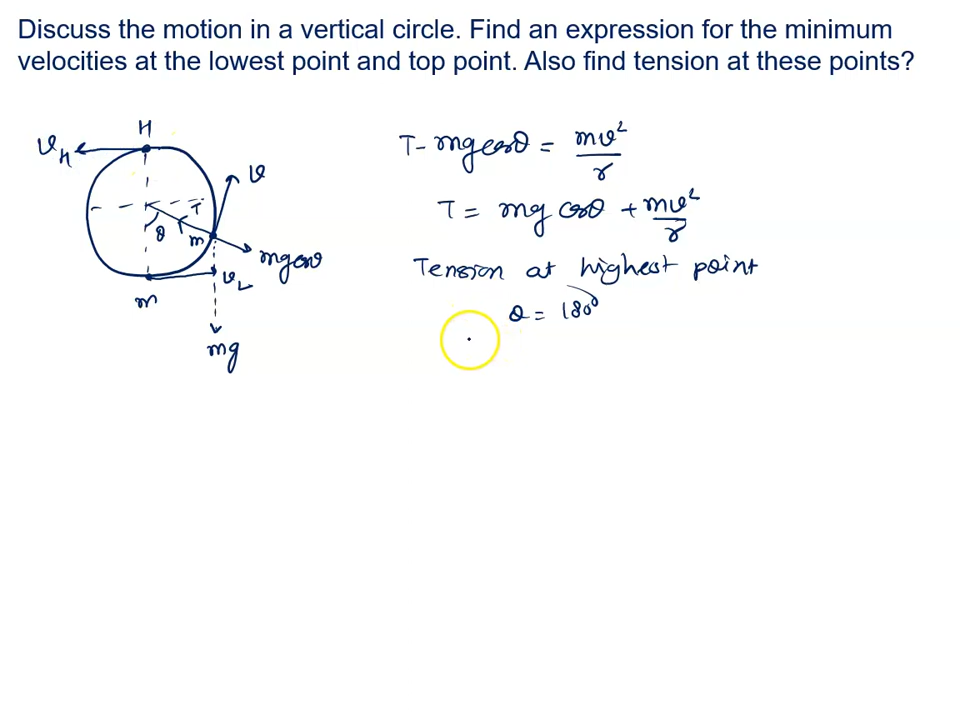 Discuss the motion in a vertical circle. Find an expression for the minimum
velocities at the lowest point and top point. Also find tension at these points?
H
v_H
v
T
θ
m
mg cosθ
v_L
m
mg
T - mg cosθ = mv²/r
T = mg cosθ + mv²/r
Tension at highest point
θ = 180°